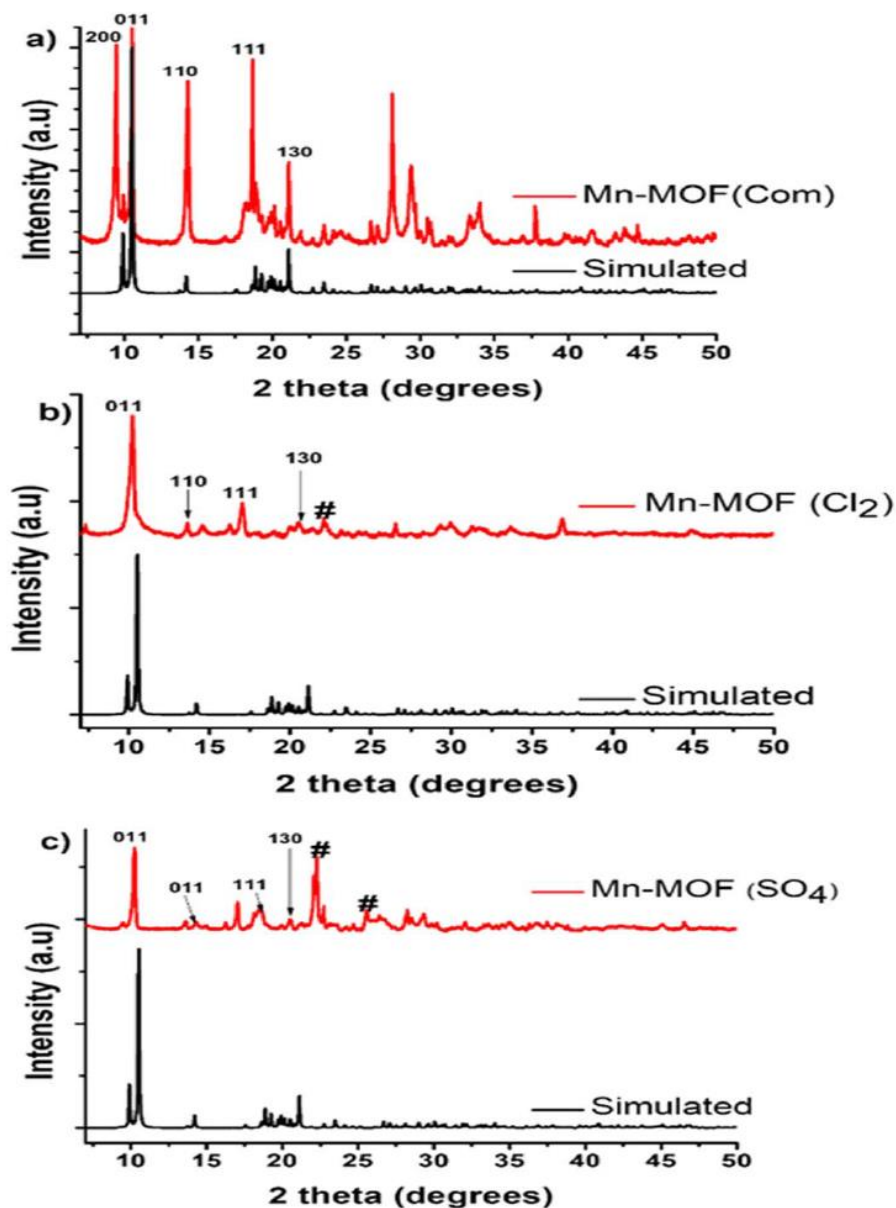 a)
200
011
110
111
130
Mn-MOF(Com)
Simulated
Intensity (a.u)
10 15 20 25 30 35 40 45 50
2 theta (degrees)
b)
011
110
111
130
#
Mn-MOF (Cl₂)
Simulated
Intensity (a.u)
10 15 20 25 30 35 40 45 50
2 theta (degrees)
c)
011
011
111
130
#
#
Mn-MOF (SO₄)
Simulated
Intensity (a.u)
10 15 20 25 30 35 40 45 50
2 theta (degrees)